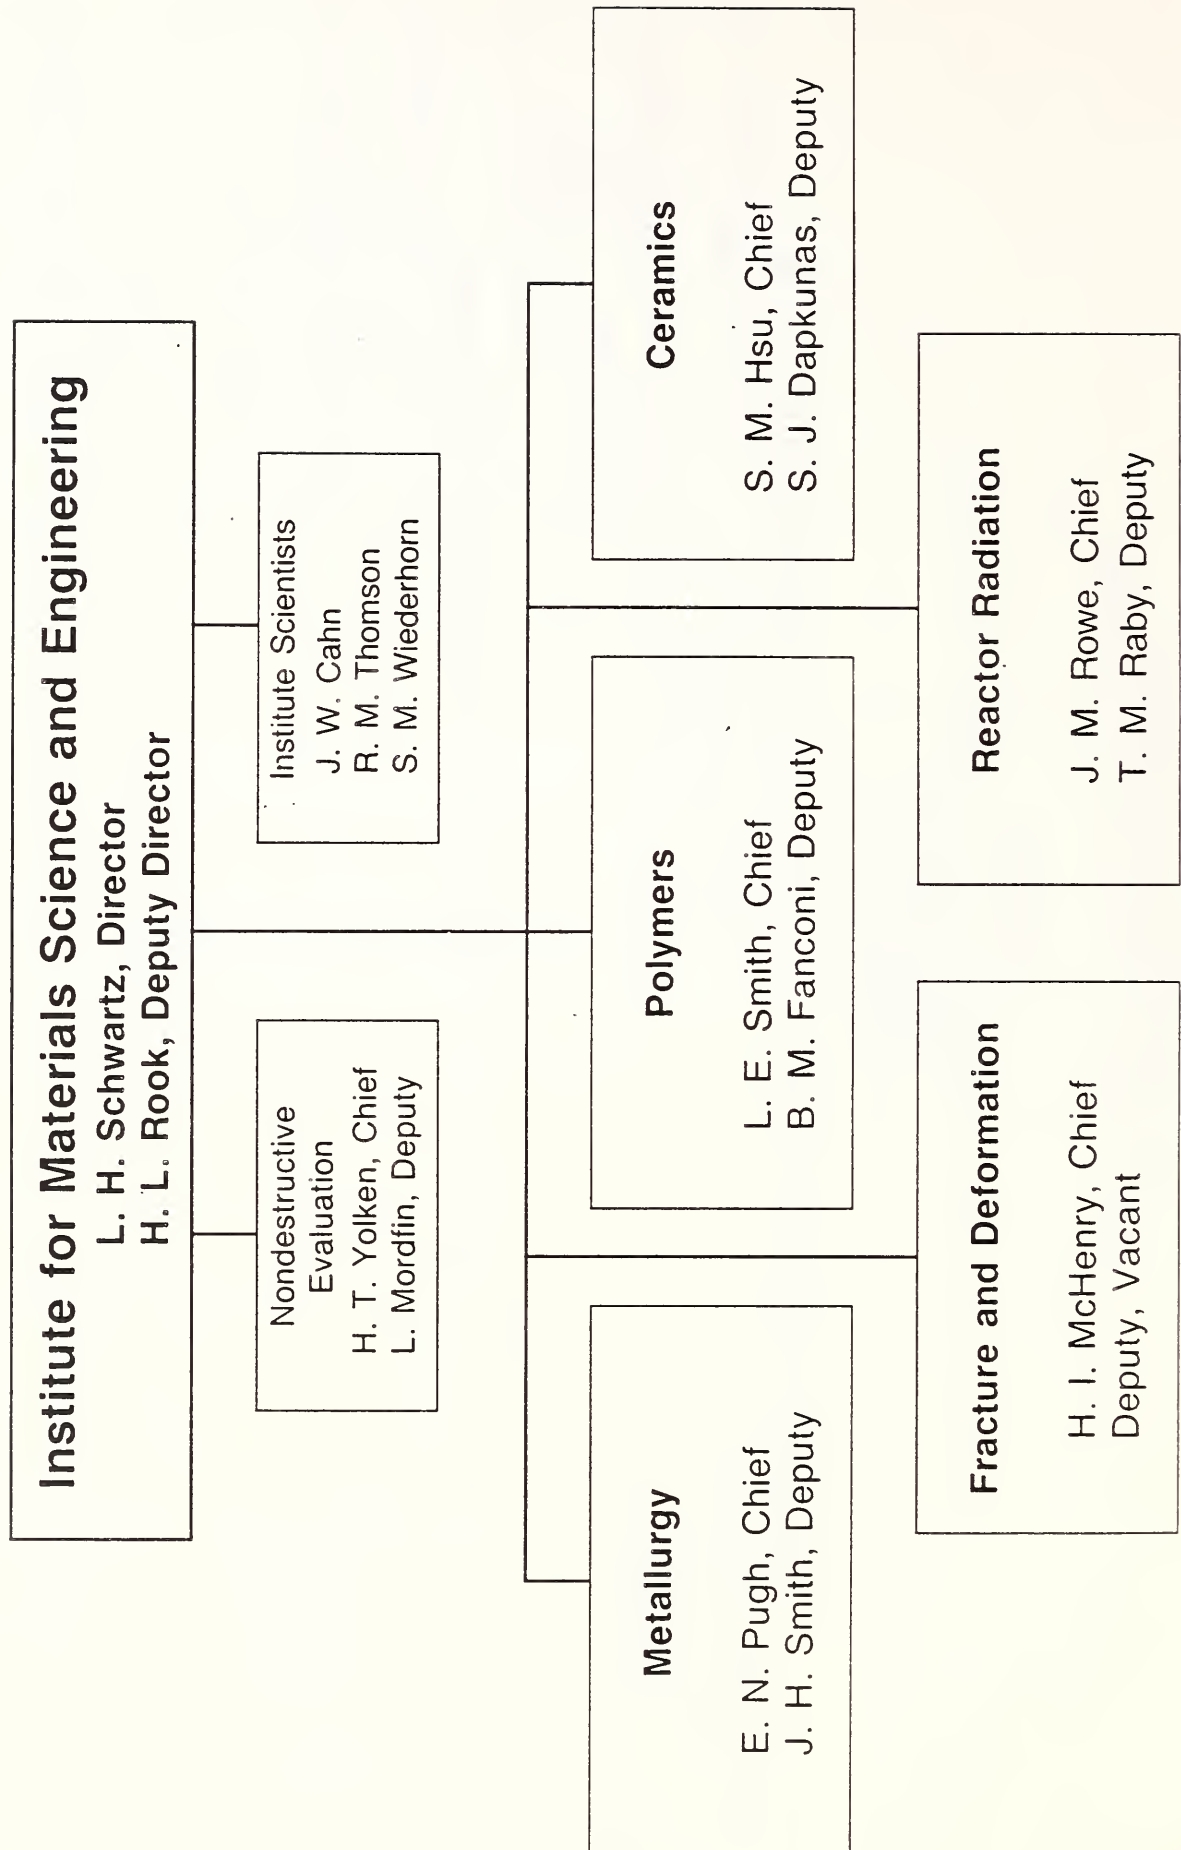 Institute for Materials Science and Engineering
L. H. Schwartz, Director
H. L. Rook, Deputy Director
Nondestructive
Evaluation
H. T. Yolken, Chief
L. Mordfin, Deputy
Institute Scientists
J. W. Cahn
R. M. Thomson
S. M. Wiederhorn
Metallurgy
E. N. Pugh, Chief
J. H. Smith, Deputy
Polymers
L. E. Smith, Chief
B. M. Fanconi, Deputy
Ceramics
S. M. Hsu, Chief
S. J. Dapkunas, Deputy
Fracture and Deformation
H. I. McHenry, Chief
Deputy, Vacant
Reactor Radiation
J. M. Rowe, Chief
T. M. Raby, Deputy